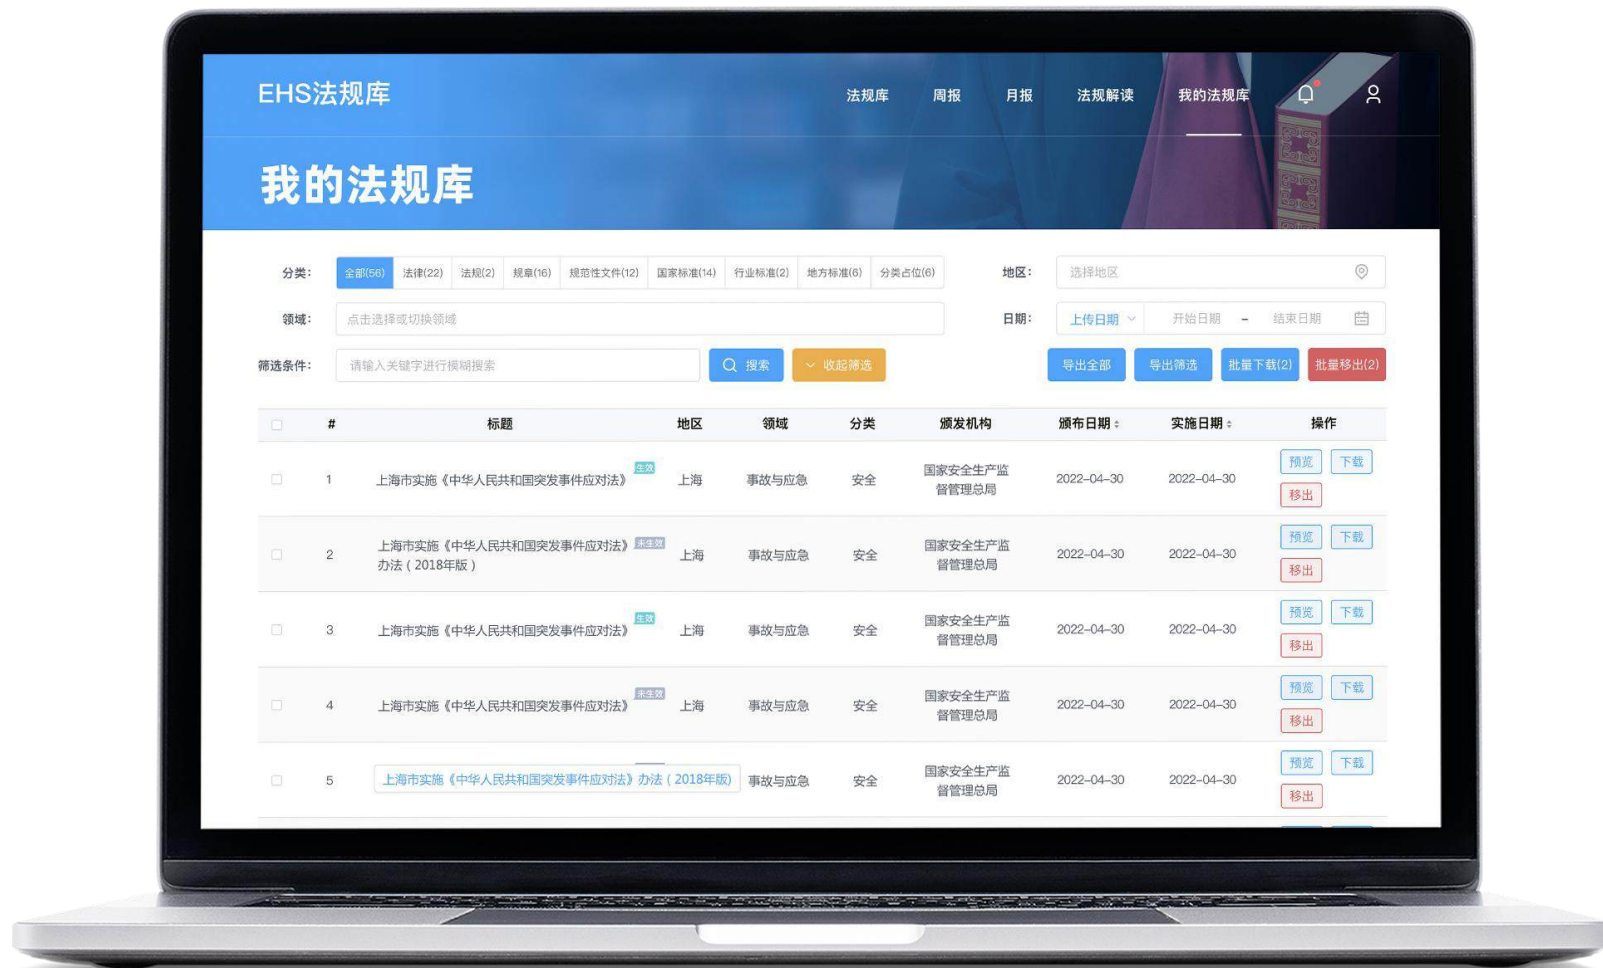 EHS法规库
法规库 周报 月报 法规解读 我的法规库
我的法规库
分类： 全部(56) 法律(22) 法规(2) 规章(16) 规范性文件(12) 国家标准(14) 行业标准(2) 地方标准(6) 分类占位(6) 地区： 选择地区
领域： 点击选择或切换领域 日期： 上传日期 开始日期 – 结束日期
筛选条件： 请输入关键字进行模糊搜索 搜索 收起筛选 导出全部 导出筛选 批量下载(2) 批量移出(2)
# 标题 地区 领域 分类 颁发机构 颁布日期 实施日期 操作
1 上海市实施《中华人民共和国突发事件应对法》 生效 上海 事故与应急 安全 国家安全生产监 2022–04–30 2022–04–30 预览 下载
督管理总局 移出
2 上海市实施《中华人民共和国突发事件应对法》 未生效 上海 事故与应急 安全 国家安全生产监 2022–04–30 2022–04–30 预览 下载
办法（2018年版） 督管理总局 移出
3 上海市实施《中华人民共和国突发事件应对法》 生效 上海 事故与应急 安全 国家安全生产监 2022–04–30 2022–04–30 预览 下载
督管理总局 移出
4 上海市实施《中华人民共和国突发事件应对法》 未生效 上海 事故与应急 安全 国家安全生产监 2022–04–30 2022–04–30 预览 下载
督管理总局 移出
5 上海市实施《中华人民共和国突发事件应对法》办法（2018年版) 事故与应急 安全 国家安全生产监 2022–04–30 2022–04–30 预览 下载
督管理总局 移出